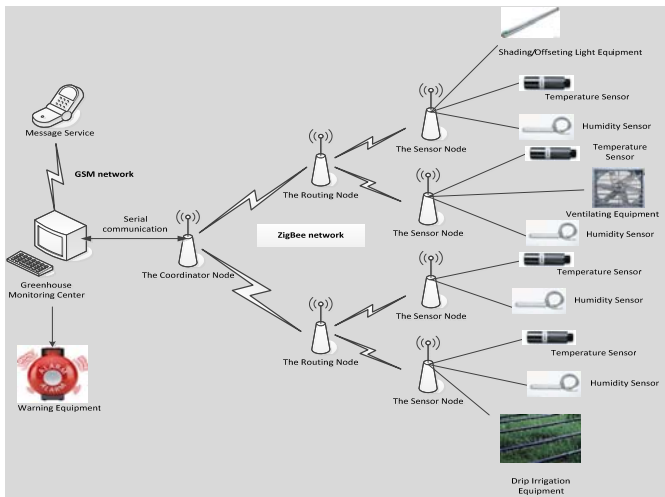 Shading/Offseting Light Equipment
Temperature Sensor
Humidity Sensor
The Sensor Node
Message Service
GSM network
The Routing Node
Temperature
Sensor
Ventilating Equipment
The Sensor Node
Humidity Sensor
Serial
communication
ZigBee network
The Coordinator Node
Greenhouse
Monitoring Center
Temperature Sensor
Humidity Sensor
The Sensor Node
The Routing Node
Temperature Sensor
Humidity Sensor
The Sensor Node
ALARM
ALARM
Warning Equipment
Drip Irrigation
Equipment